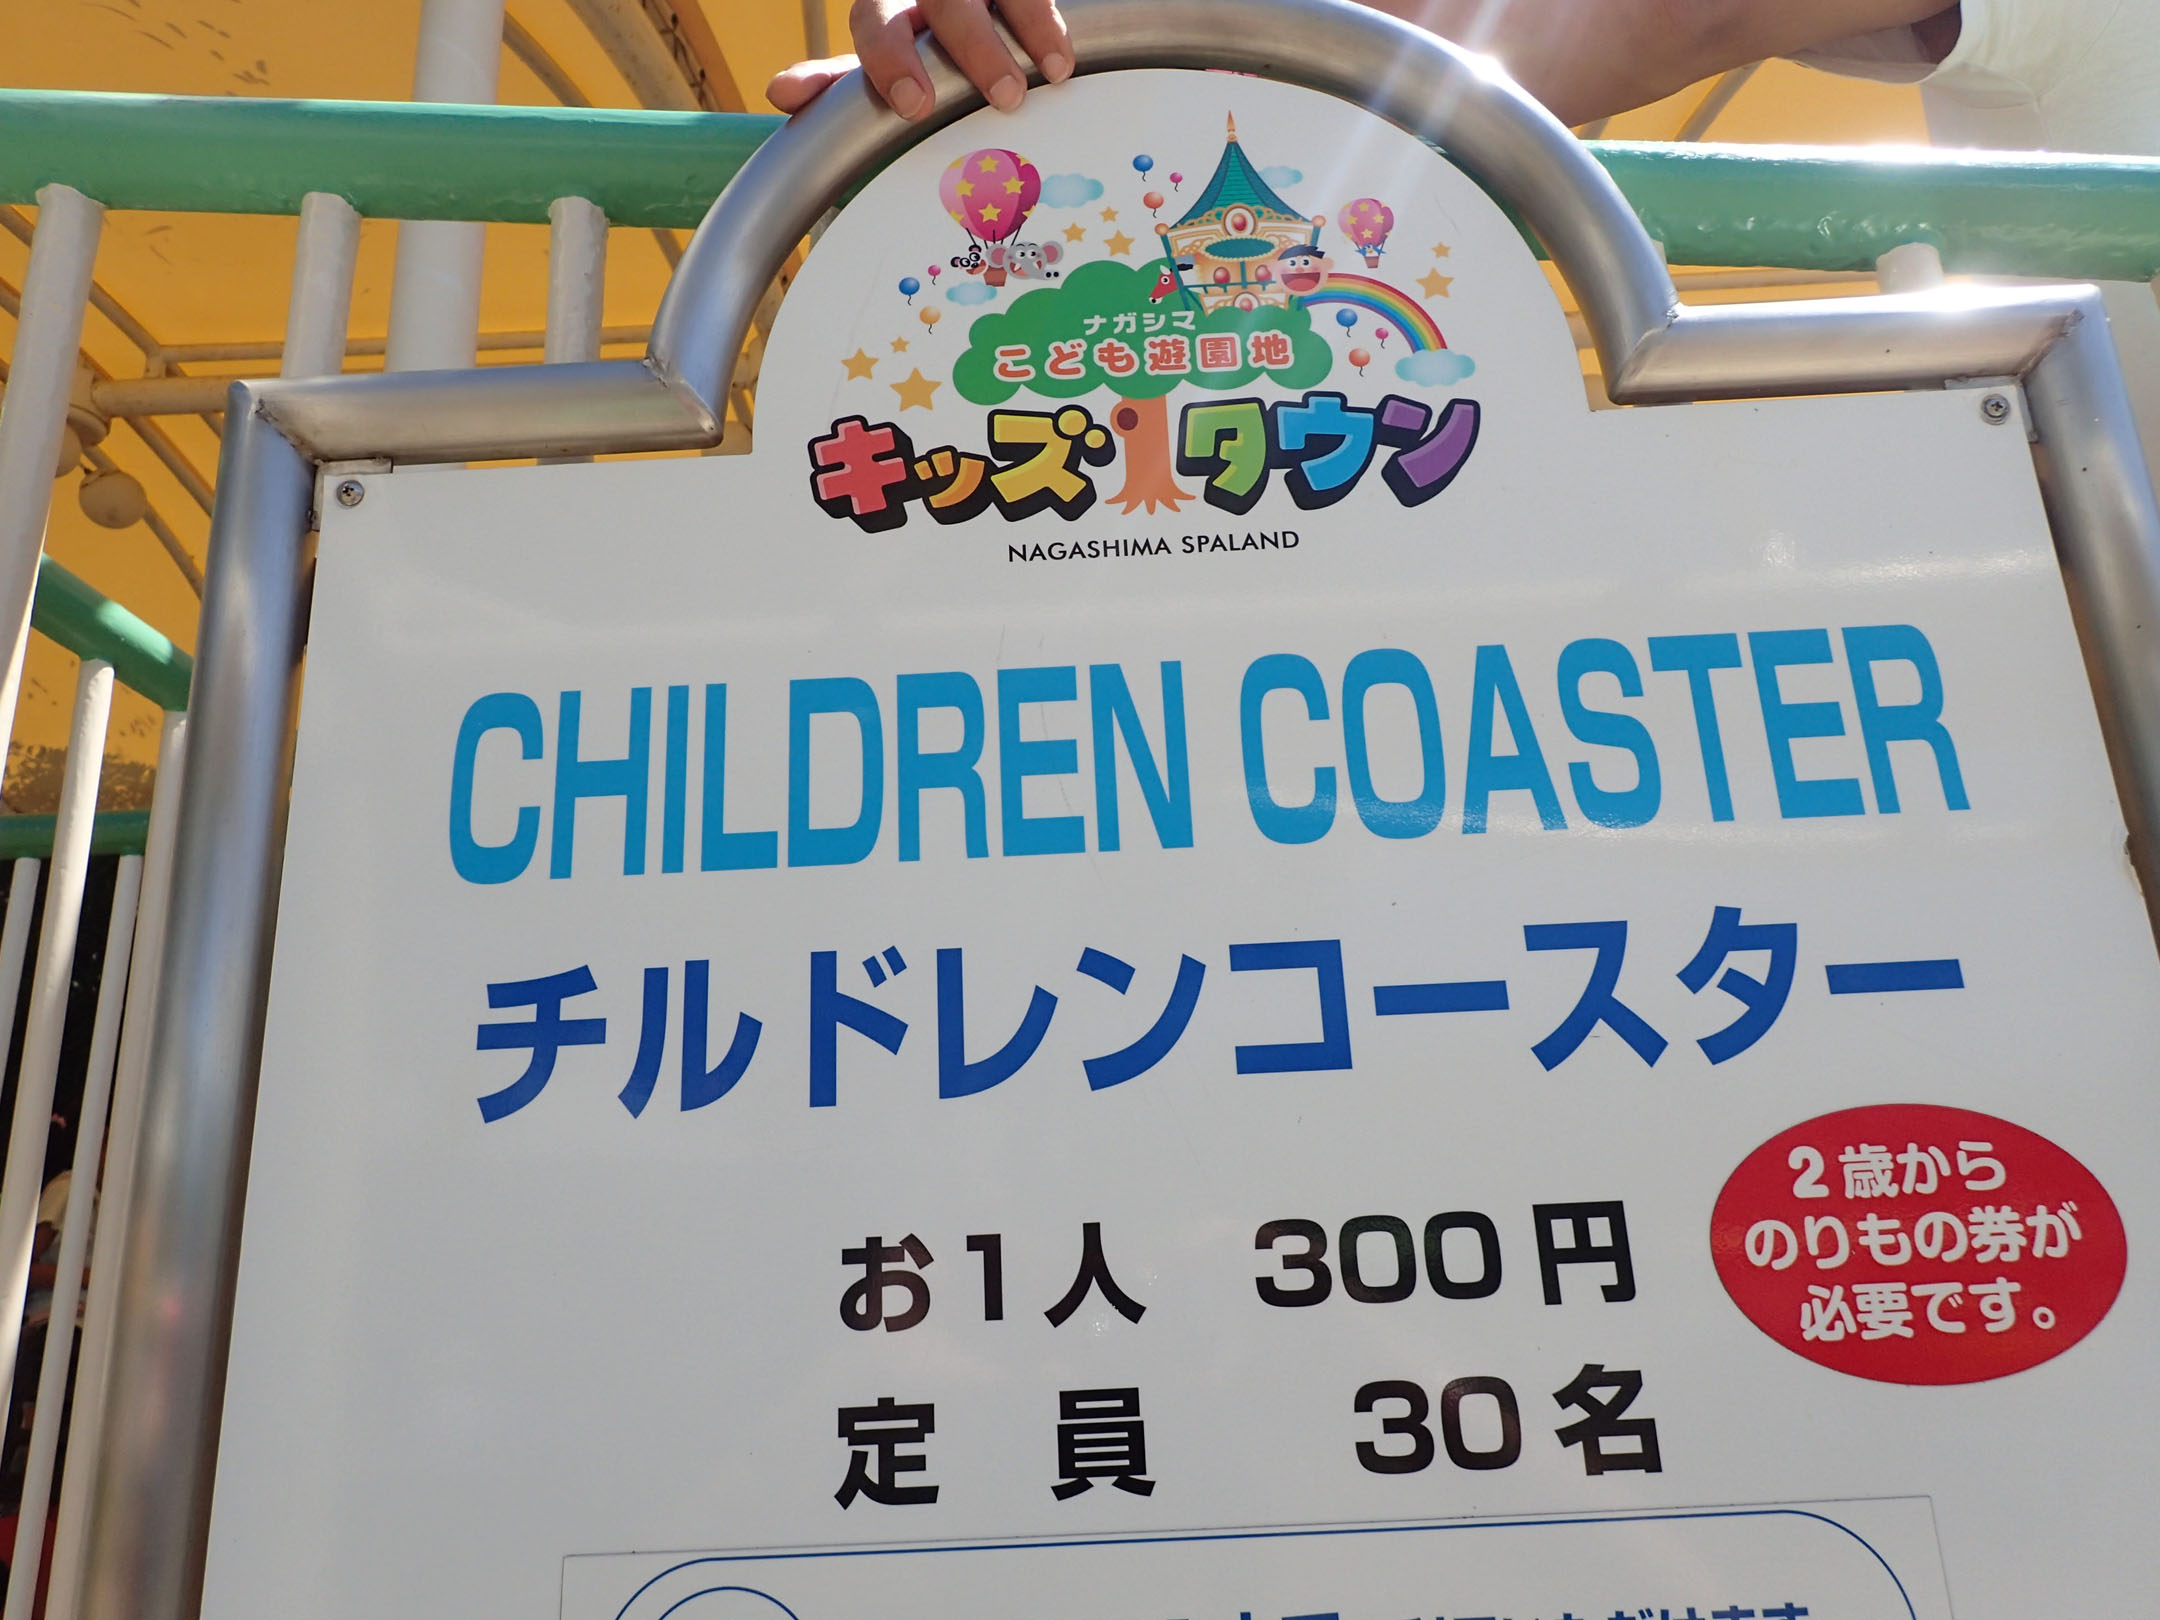 ナガシマ
こども遊園地
キッズタウン
NAGASHIMA SPALAND
CHILDREN COASTER
チルドレンコースター
2歳から
のりもの券が
必要です。
お1人 300円
定員 30名